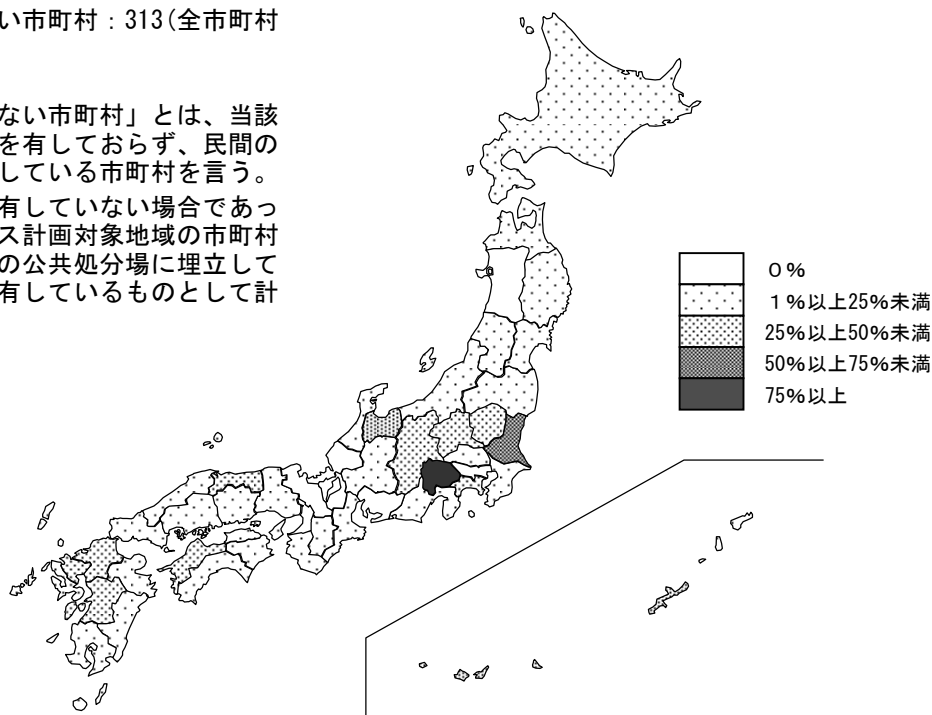 い市町村：313(全市町村
ない市町村」とは、当該
を有しておらず、民間の
している市町村を言う。
有していない場合であっ
ス計画対象地域の市町村
の公共処分場に埋立して
有しているものとして計
0%
1%以上25%未満
25%以上50%未満
50%以上75%未満
75%以上